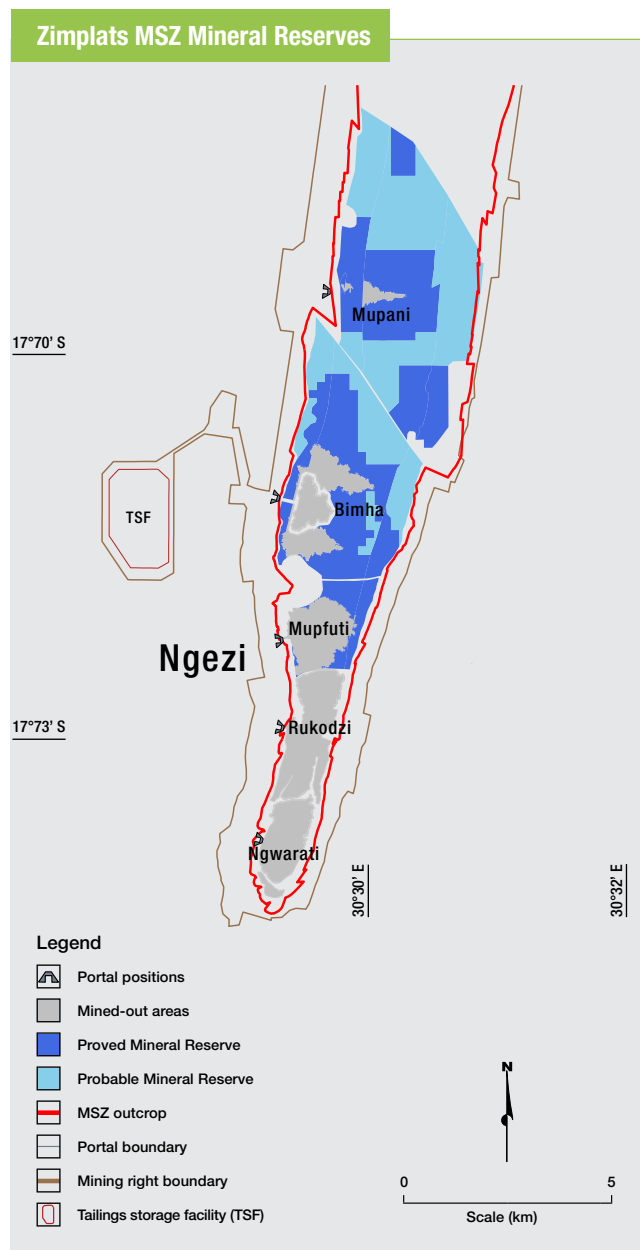 Zimplats MSZ Mineral Reserves
Mupani
17°70' S
TSF
Bimha
Mupfuti
Ngezi
17°73' S
Rukodzi
Ngwarati
30°30' E
30°32' E
Legend
Portal positions
Mined-out areas
Proved Mineral Reserve
Probable Mineral Reserve
MSZ outcrop
Portal boundary
Mining right boundary
Tailings storage facility (TSF)
N
0 5
Scale (km)